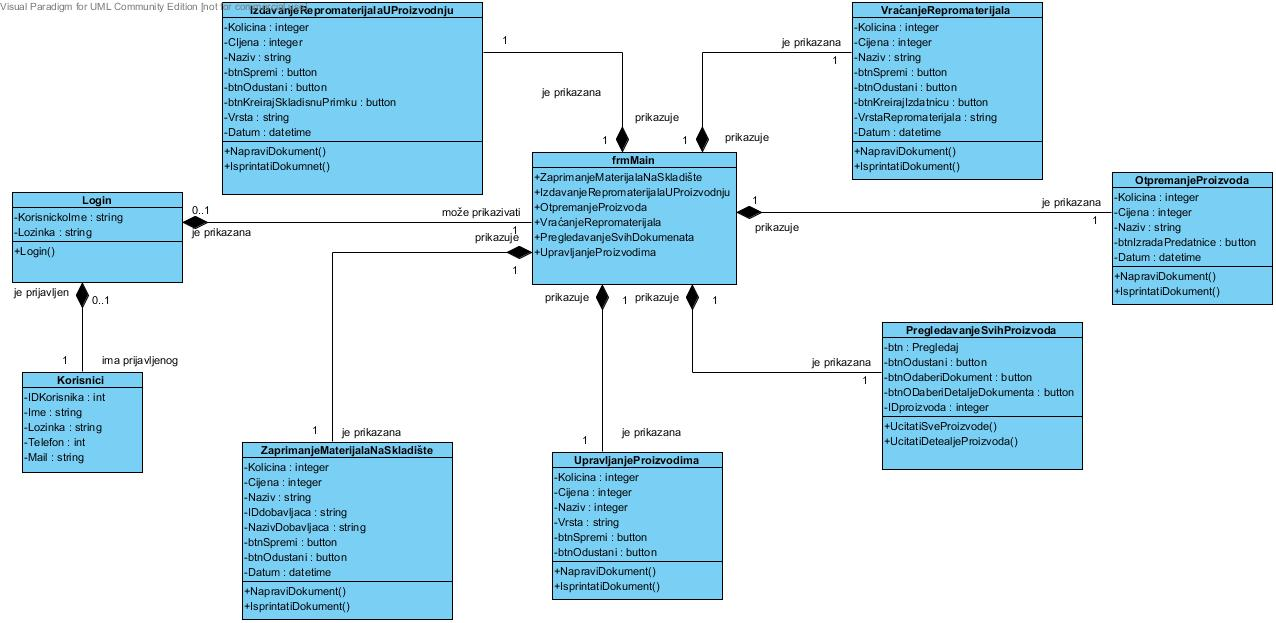 Visual Paradigm for UML Community Edition [not for
IzdavanjeRepromaterijalaUProizvodnju
-Kolicina : integer
-CIjena : integer
-Naziv : string
-btnSpremi : button
-btnOdustani : button
-btnKreirajSkladisnuPrimku : button
-Vrsta : string
-Datum : datetime
+NapraviDokument()
+IsprintatiDokumnet()
1
je prikazana
prikazuje
1
VraćanjeRepromaterijala
-Kolicina : integer
-Cijena : integer
-Naziv : string
-btnSpremi : button
-btnOdustani : button
-btnKreirajIzdatnicu : button
-VrstaRepromaterijala : string
-Datum : datetime
+NapraviDokument()
+IsprintatiDokument()
je prikazana
1
1
prikazuje
frmMain
+ZaprimanjeMaterijalaNaSkladište
+IzdavanjeRepromaterijalaUProizvodnju
+OtpremanjeProizvoda
+VraćanjeRepromaterijala
+PregledavanjeSvihDokumenata
+UpravljanjeProizvodima
OtpremanjeProizvoda
-Kolicina : integer
-Cijena : integer
-Naziv : string
-btnIzradaPredatnice : button
-Datum : datetime
+NapraviDokument()
+IsprintatiDokument()
1
prikazuje
je prikazana
1
Login
-KorisnickoIme : string
-Lozinka : string
+Login()
0..1
je prikazana
može prikazivati
1
prikazuje
1
je prijavljen
0..1
1
ima prijavljenog
Korisnici
-IDKorisnika : int
-Ime : string
-Lozinka : string
-Telefon : int
-Mail : string
prikazuje
1
prikazuje
1
PregledavanjeSvihProizvoda
-btn : Pregledaj
-btnOdustani : button
-btnOdaberiDokument : button
-btnODaberiDetaljeDokumenta : button
-IDproizvoda : integer
+UcitatiSveProizvode()
+UcitatiDetealjeProizvoda()
je prikazana
1
1
je prikazana
ZaprimanjeMaterijalaNaSkladište
-Kolicina : integer
-Cijena : integer
-Naziv : string
-IDdobavljaca : string
-NazivDobavljaca : string
-btnSpremi : button
-btnOdustani : button
-Datum : datetime
+NapraviDokument()
+IsprintatiDokument()
1
je prikazana
UpravljanjeProizvodima
-Kolicina : integer
-Cijena : integer
-Naziv : integer
-Vrsta : string
-btnSpremi : button
-btnOdustani : button
+NapraviDokument()
+IsprintatiDokument()